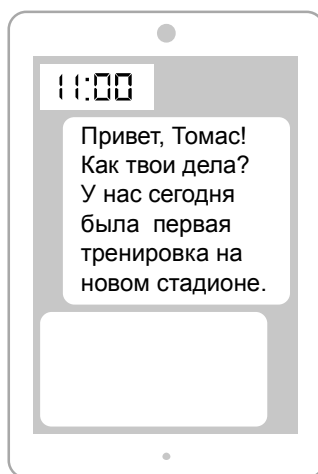 11:00
Привет, Томас!
Как твои дела?
У нас сегодня
была первая
тренировка на
новом стадионе.